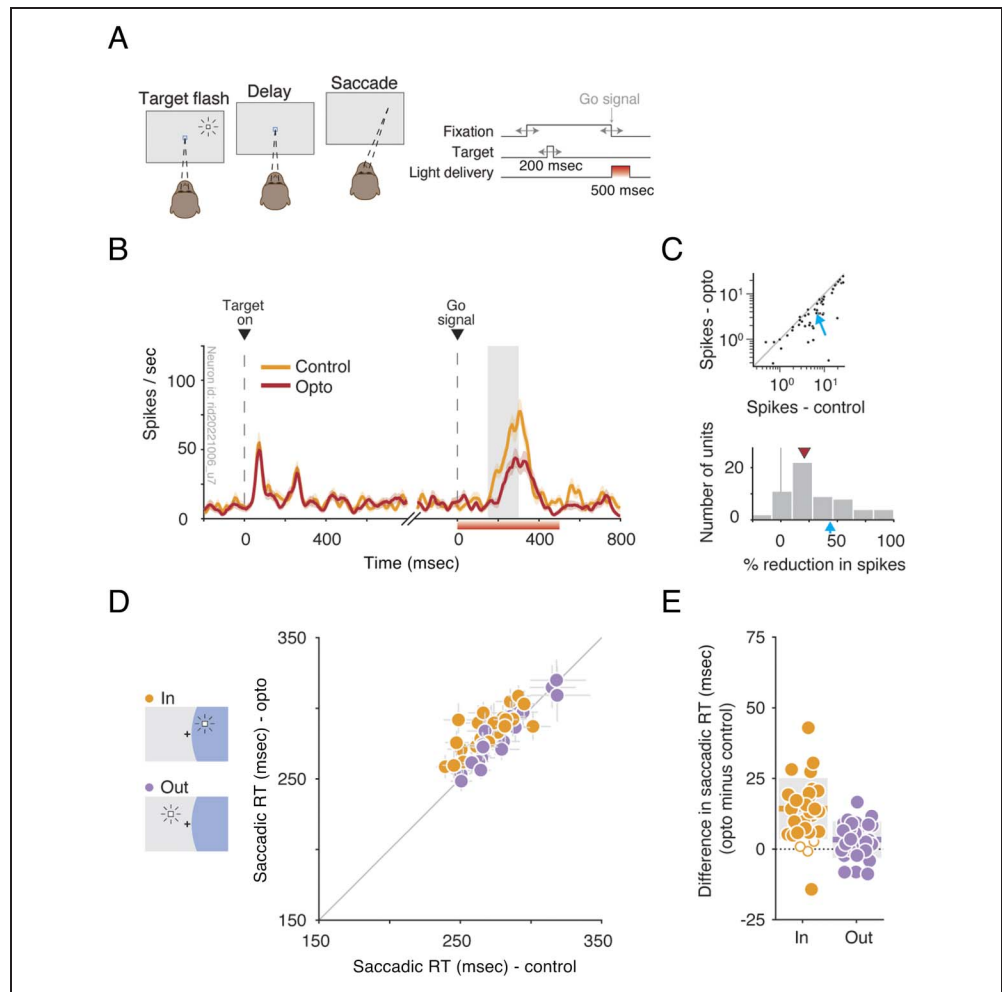 A
Target flash
Delay
Saccade
Go signal
Fixation
Target
200 msec
Light delivery
500 msec
B
Target
on
Go
signal
Spikes / sec
100
50
0
Neuron id: rid20221006_u7
Control
Opto
0
400
0
400
800
Time (msec)
C
Spikes - opto
10¹
10⁰
10⁰
10¹
Spikes - control
Number of units
20
0
0
50
100
% reduction in spikes
D
In
Out
Saccadic RT (msec) - opto
350
250
150
150
250
350
Saccadic RT (msec) - control
E
Difference in saccadic RT (msec)
(opto minus control)
75
50
25
0
-25
In
Out